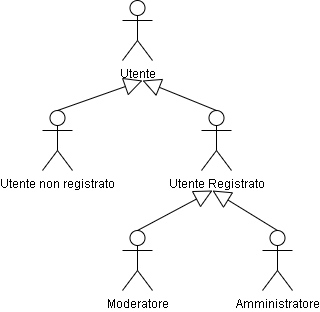 Utente
Utente non registrato
Utente Registrato
Moderatore
Amministratore